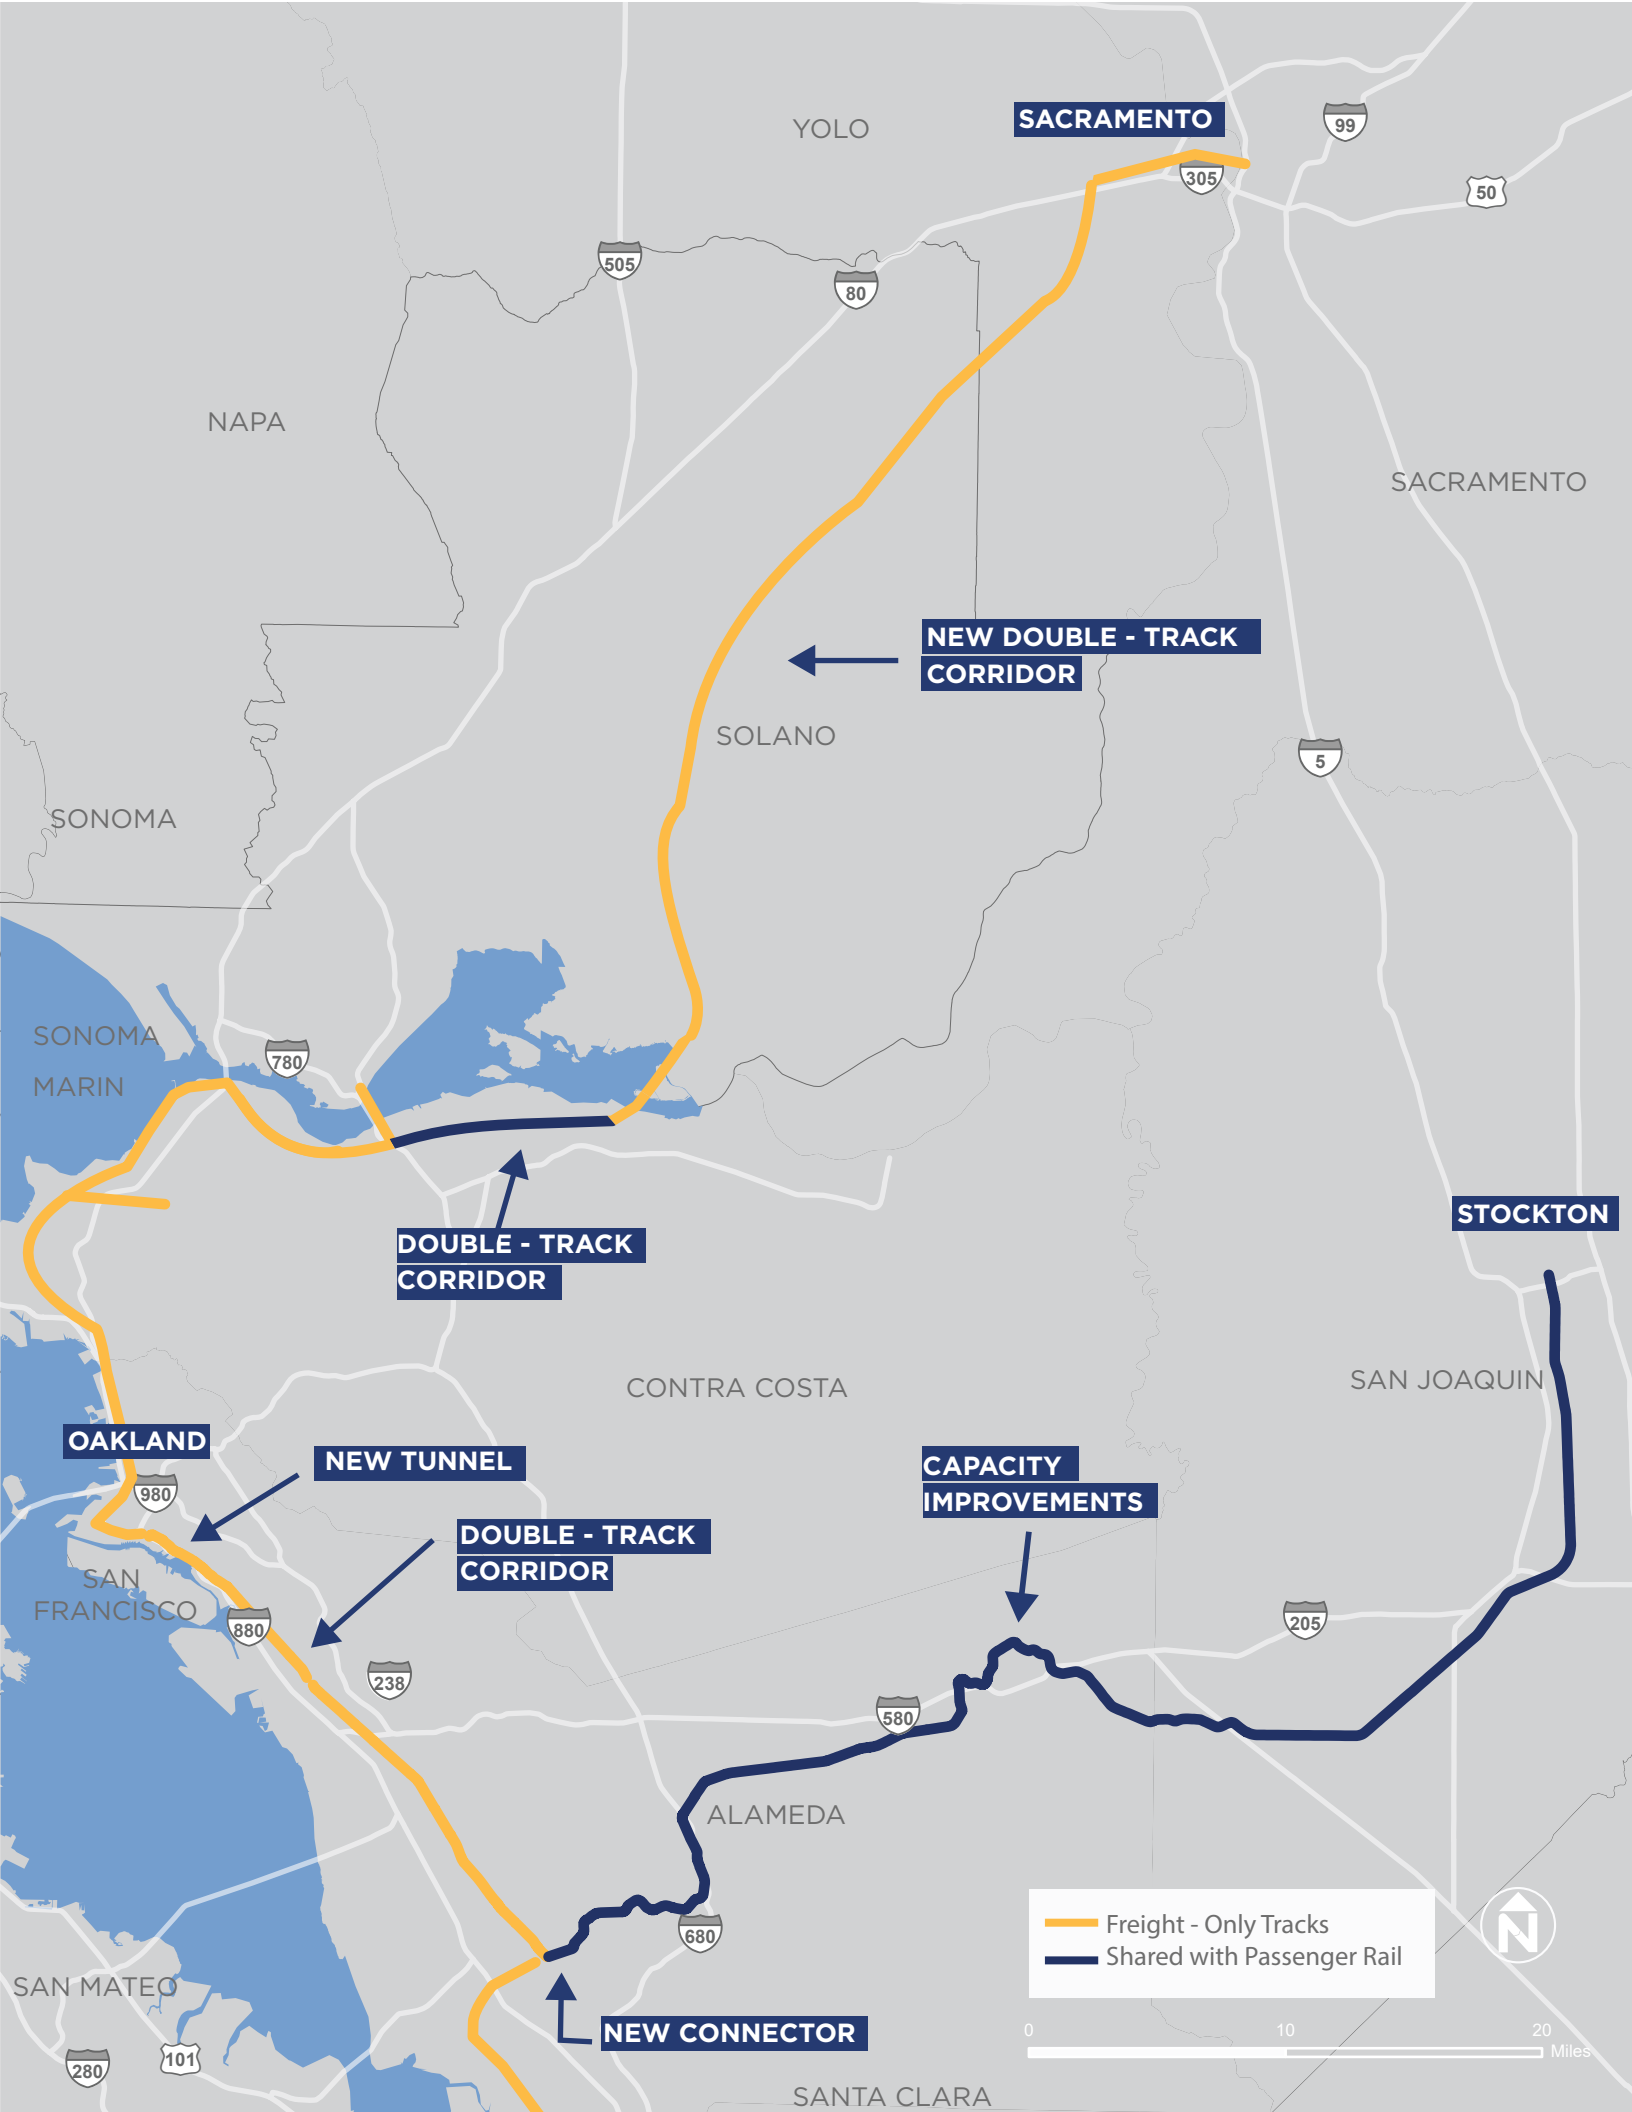 SACRAMENTO
YOLO
99
305
50
505
80
NAPA
SACRAMENTO
NEW DOUBLE - TRACK
CORRIDOR
SOLANO
5
SONOMA
SONOMA
780
MARIN
STOCKTON
DOUBLE - TRACK
CORRIDOR
CONTRA COSTA
SAN JOAQUIN
OAKLAND
NEW TUNNEL
CAPACITY
IMPROVEMENTS
980
DOUBLE - TRACK
CORRIDOR
SAN
FRANCISCO
880
205
238
580
ALAMEDA
Freight - Only Tracks
Shared with Passenger Rail
N
680
SAN MATEO
NEW CONNECTOR
0 10 20
Miles
101
280
SANTA CLARA